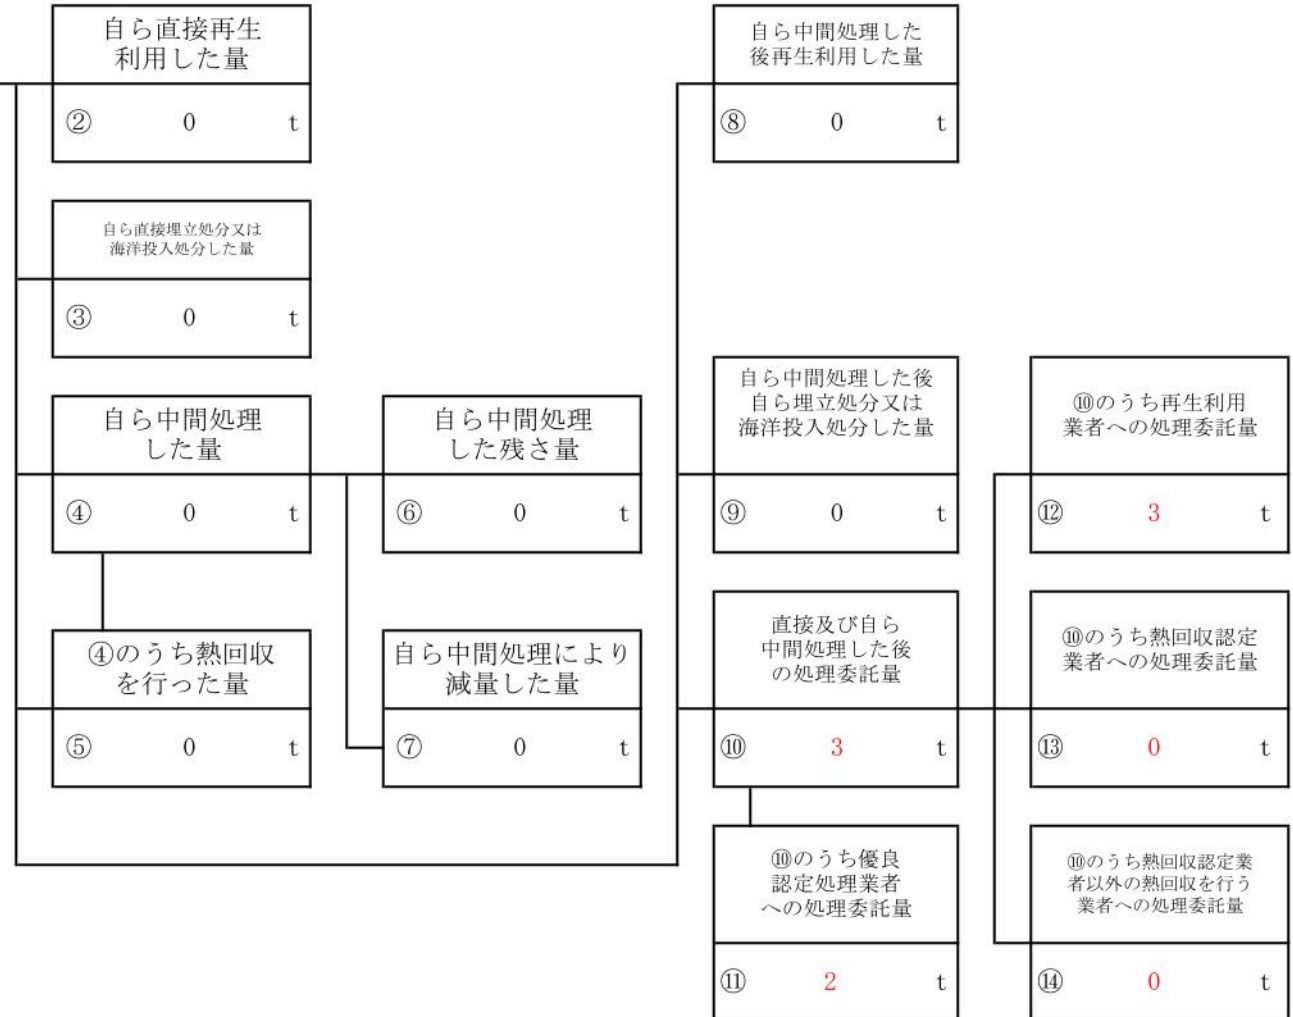 自ら直接再生
利用した量
② 0 t
自ら直接埋立処分又は
海洋投入処分した量
③ 0 t
自ら中間処理
した量
④ 0 t
④のうち熱回収
を行った量
⑤ 0 t
自ら中間処理
した残さ量
⑥ 0 t
自ら中間処理により
減量した量
⑦ 0 t
自ら中間処理した
後再生利用した量
⑧ 0 t
自ら中間処理した後
自ら埋立処分又は
海洋投入処分した量
⑨ 0 t
直接及び自ら
中間処理した後
の処理委託量
⑩ 3 t
⑩のうち優良
認定処理業者
への処理委託量
⑪ 2 t
⑩のうち再生利用
業者への処理委託量
⑫ 3 t
⑩のうち熱回収認定
業者への処理委託量
⑬ 0 t
⑩のうち熱回収認定業
者以外の熱回収を行う
業者への処理委託量
⑭ 0 t